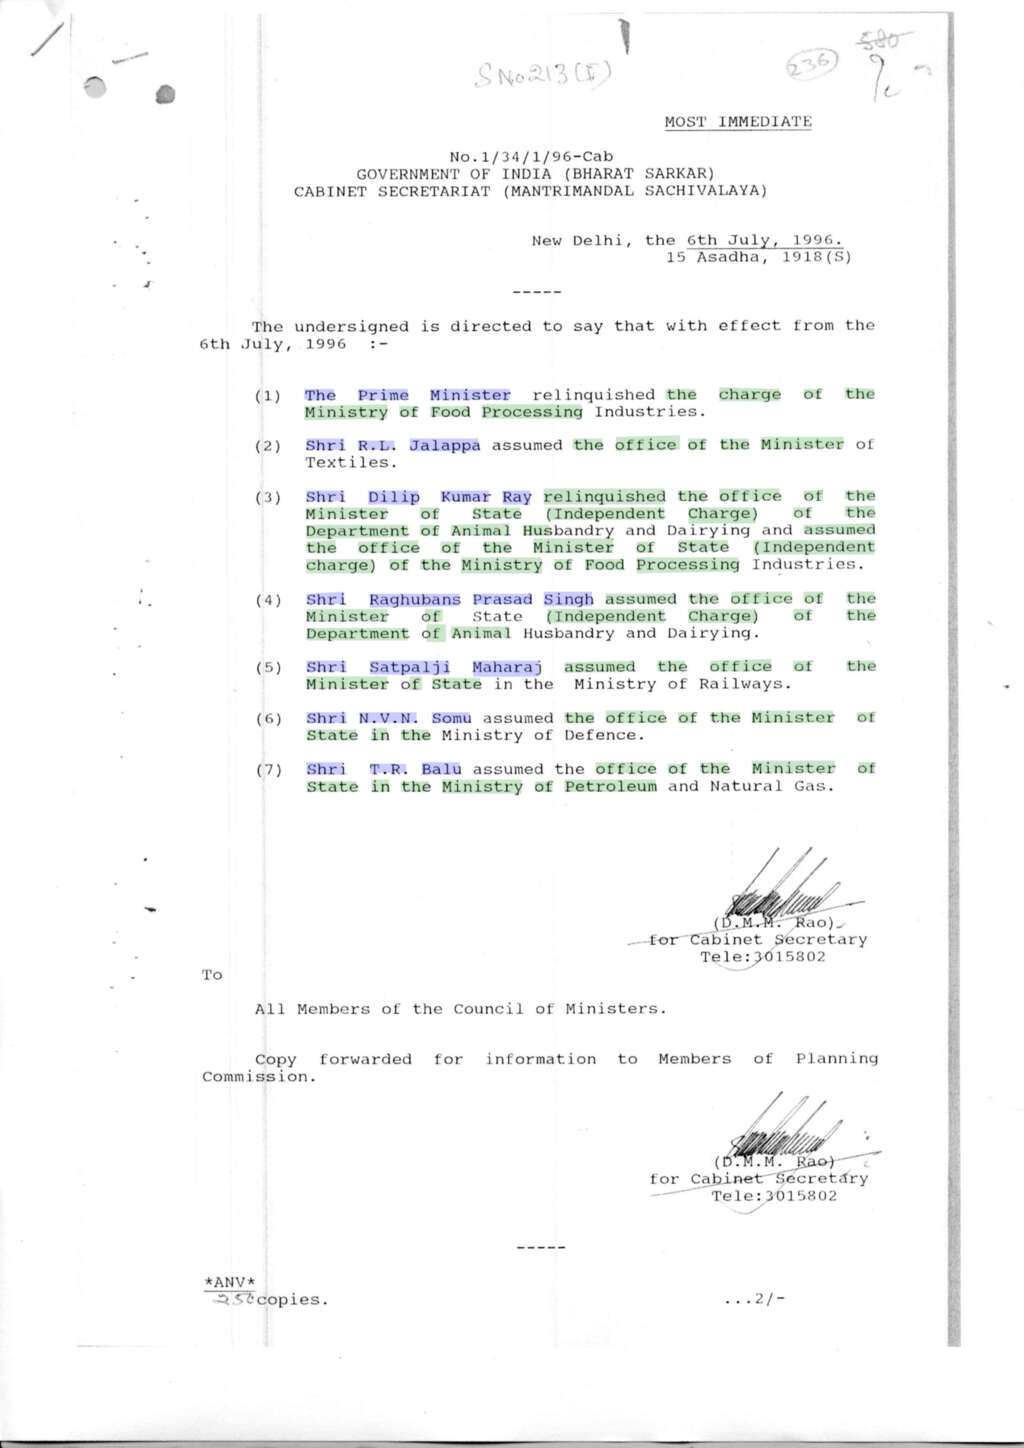 S No 213(F)
236
580
MOST IMMEDIATE
No.1/34/1/96-Cab
GOVERNMENT OF INDIA (BHARAT SARKAR)
CABINET SECRETARIAT (MANTRIMANDAL SACHIVALAYA)
New Delhi, the 6th July, 1996.
15 Asadha, 1918(S)
-----
The undersigned is directed to say that with effect from the
6th July, 1996 :-
(1) The Prime Minister relinquished the charge of the
Ministry of Food Processing Industries.
(2) Shri R.L. Jalappa assumed the office of the Minister of
Textiles.
(3) Shri Dilip Kumar Ray relinquished the office of the
Minister of State (Independent Charge) of the
Department of Animal Husbandry and Dairying and assumed
the office of the Minister of State (Independent
charge) of the Ministry of Food Processing Industries.
(4) Shri Raghubans Prasad Singh assumed the office of the
Minister of State (Independent Charge) of the
Department of Animal Husbandry and Dairying.
(5) Shri Satpalji Maharaj assumed the office of the
Minister of State in the Ministry of Railways.
(6) Shri N.V.N. Somu assumed the office of the Minister of
State in the Ministry of Defence.
(7) Shri T.R. Balu assumed the office of the Minister of
State in the Ministry of Petroleum and Natural Gas.
(D.M.M. Rao)
for Cabinet Secretary
Tele:3015802
To
All Members of the Council of Ministers.
Copy forwarded for information to Members of Planning
Commission.
(D.M.M. Rao)
for Cabinet Secretary
Tele:3015802
-----
*ANV*
250 copies.
...2/-